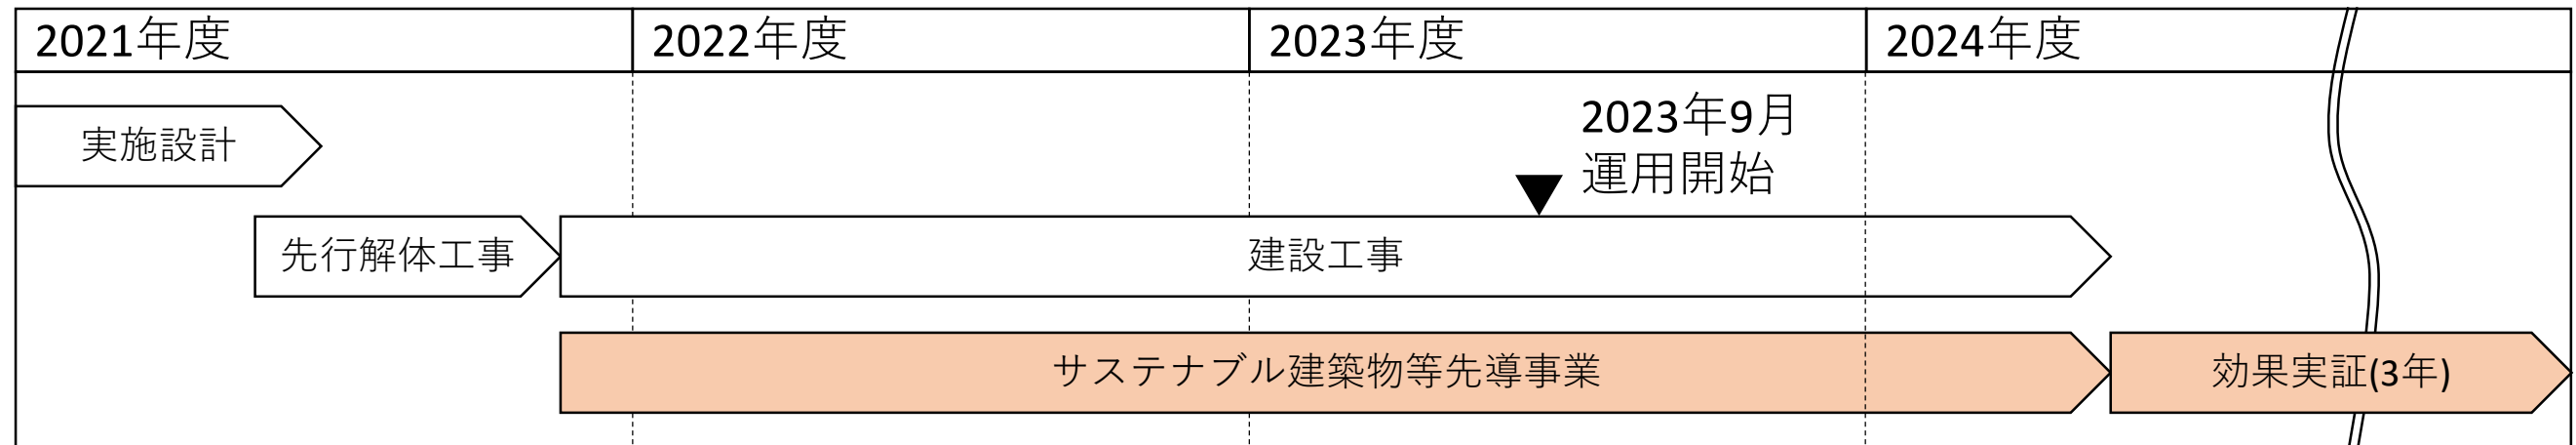 2021年度
2022年度
2023年度
2024年度
実施設計
2023年9月
運用開始
先行解体工事
建設工事
サステナブル建築物等先導事業
効果実証(3年)